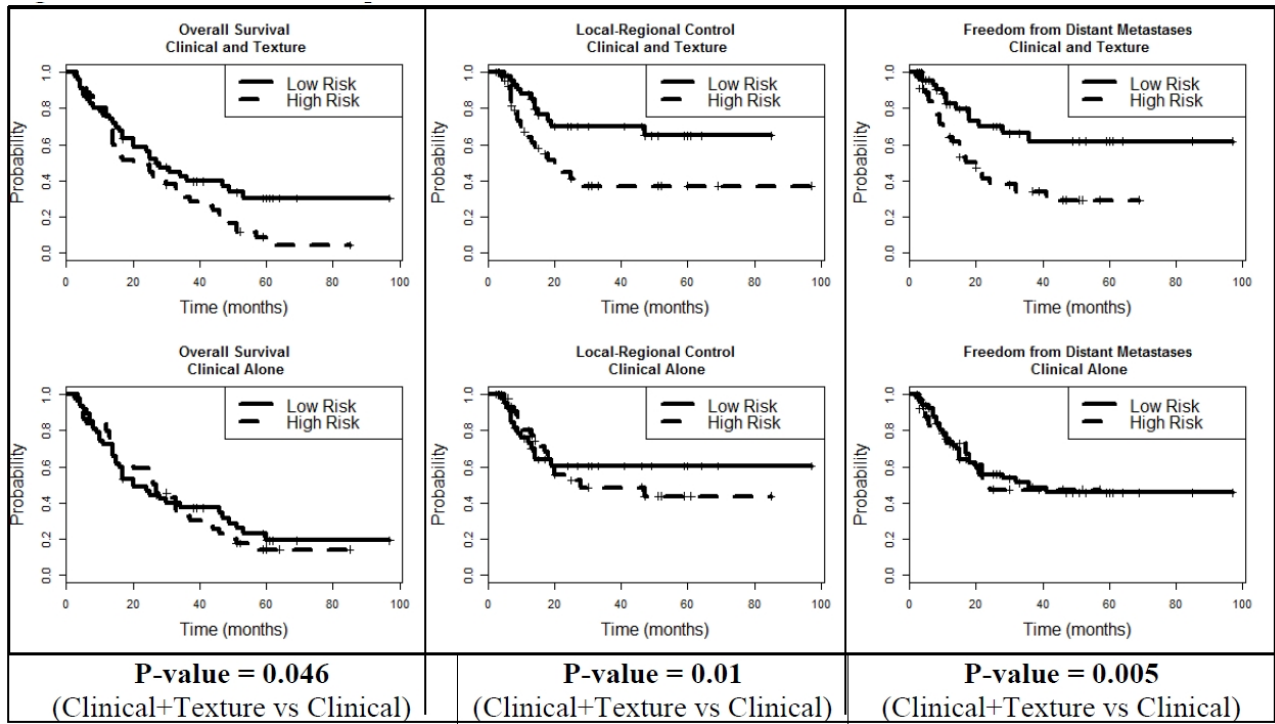 Overall Survival
Clinical and Texture
Low Risk
High Risk
Probability
0.0 0.2 0.4 0.6 0.8 1.0
0 20 40 60 80 100
Time (months)
Local-Regional Control
Clinical and Texture
Low Risk
High Risk
Probability
0.0 0.2 0.4 0.6 0.8 1.0
0 20 40 60 80 100
Time (months)
Freedom from Distant Metastases
Clinical and Texture
Low Risk
High Risk
Probability
0.0 0.2 0.4 0.6 0.8 1.0
0 20 40 60 80 100
Time (months)
Overall Survival
Clinical Alone
Low Risk
High Risk
Probability
0.0 0.2 0.4 0.6 0.8 1.0
0 20 40 60 80 100
Time (months)
Local-Regional Control
Clinical Alone
Low Risk
High Risk
Probability
0.0 0.2 0.4 0.6 0.8 1.0
0 20 40 60 80 100
Time (months)
Freedom from Distant Metastases
Clinical Alone
Low Risk
High Risk
Probability
0.0 0.2 0.4 0.6 0.8 1.0
0 20 40 60 80 100
Time (months)
P-value = 0.046
(Clinical+Texture vs Clinical)
P-value = 0.01
(Clinical+Texture vs Clinical)
P-value = 0.005
(Clinical+Texture vs Clinical)